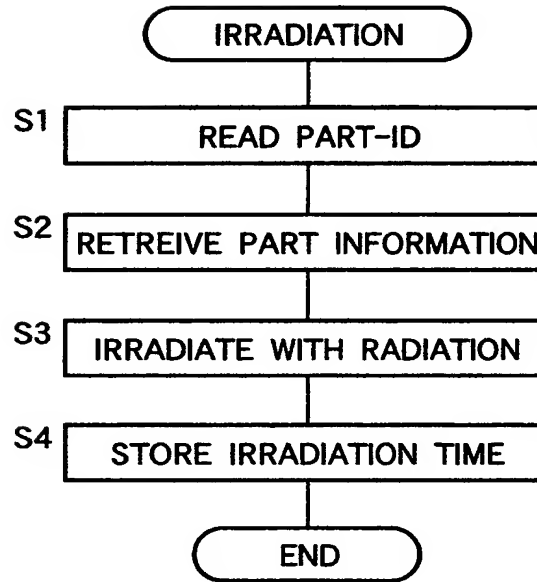 IRRADIATION
S1 READ PART-ID
S2 RETREIVE PART INFORMATION
S3 IRRADIATE WITH RADIATION
S4 STORE IRRADIATION TIME
END